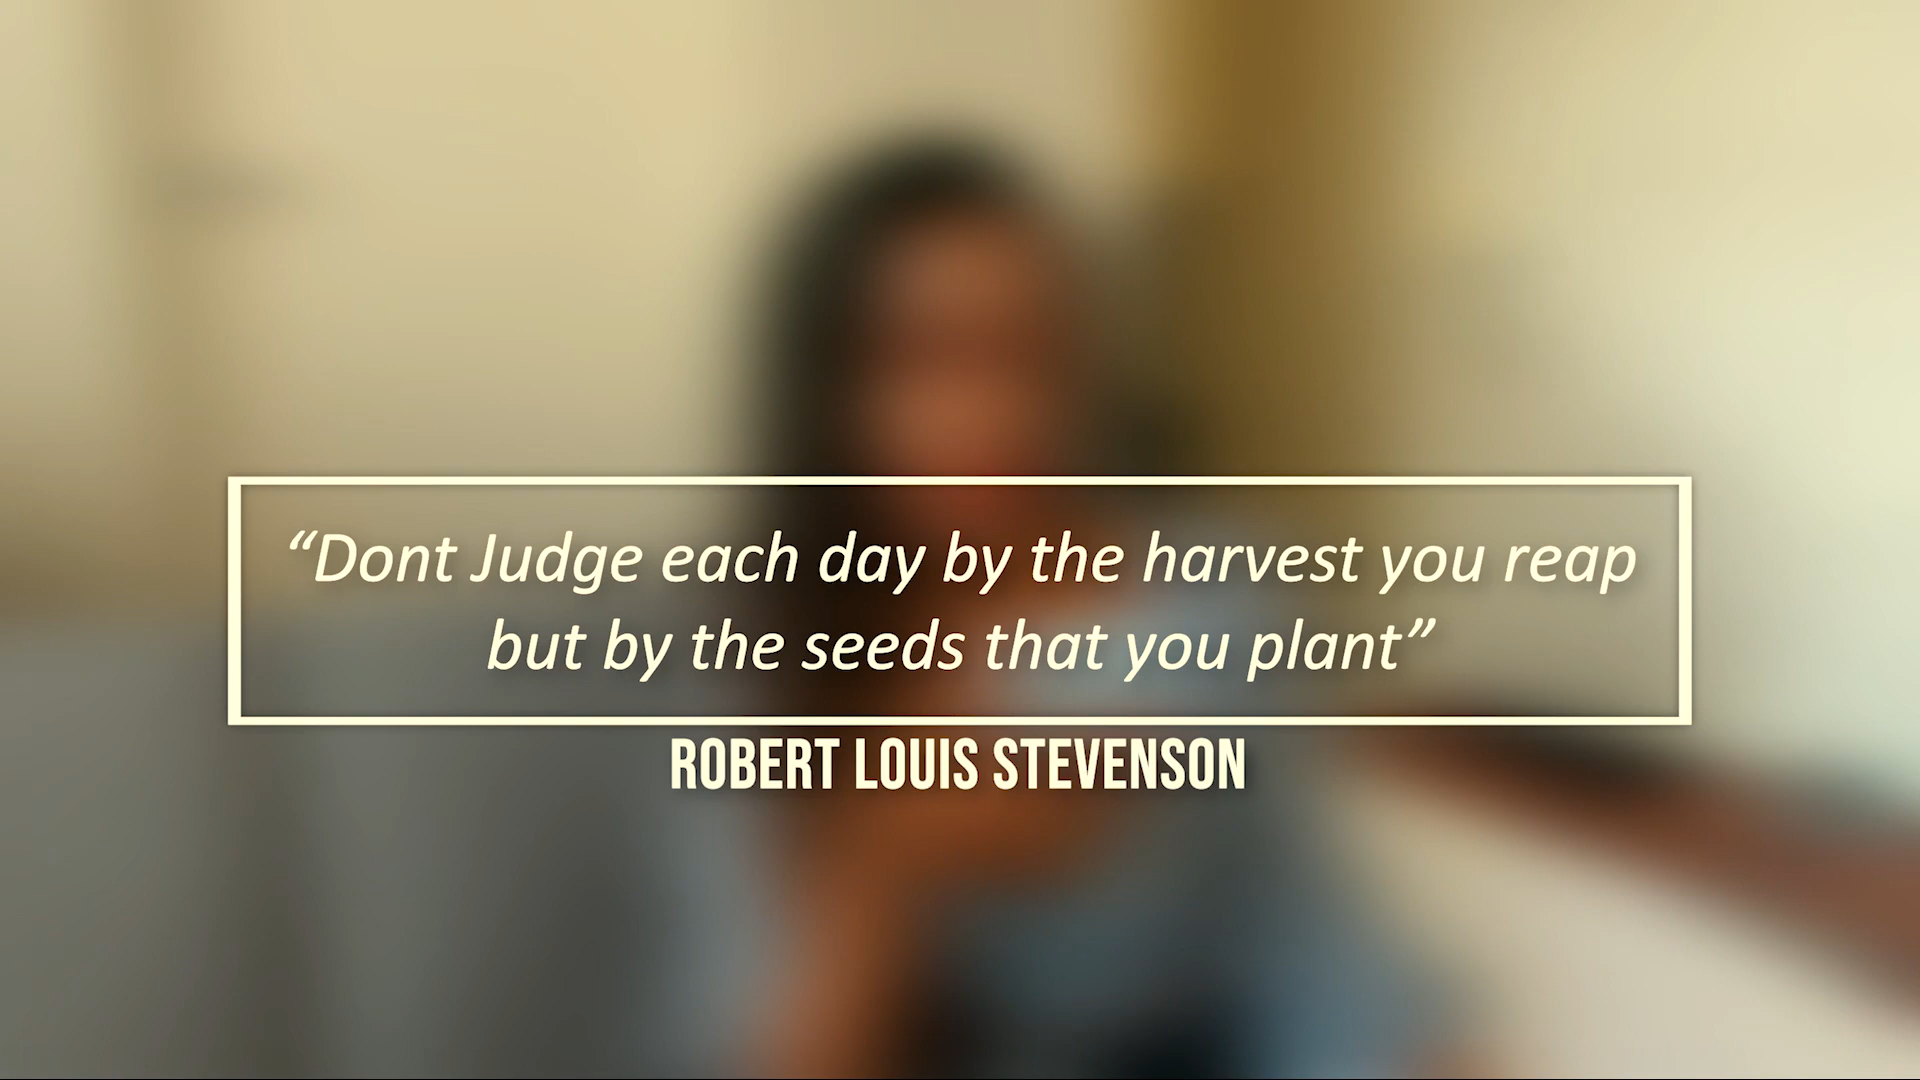 “Dont Judge each day by the harvest you reap
but by the seeds that you plant”
ROBERT LOUIS STEVENSON